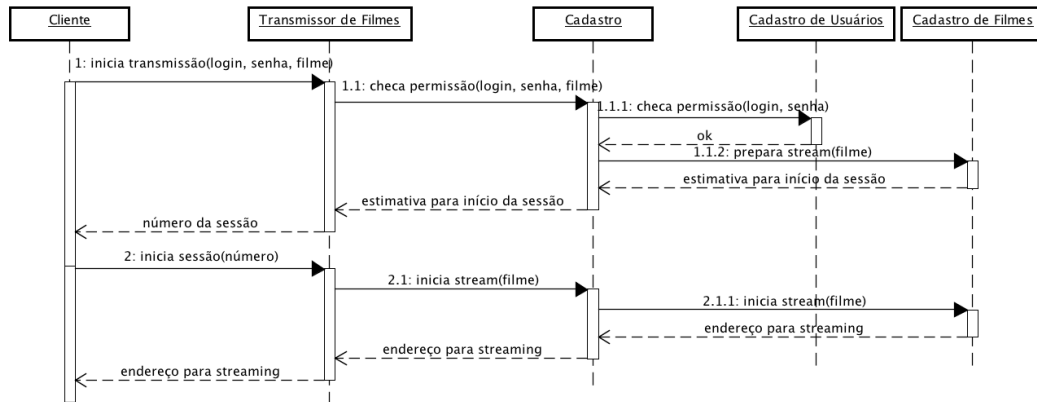 Cliente
Transmissor de Filmes
Cadastro
Cadastro de Usuários
Cadastro de Filmes
1: inicia transmissão(login, senha, filme)
1.1: checa permissão(login, senha, filme)
1.1.1: checa permissão(login, senha)
ok
1.1.2: prepara stream(filme)
estimativa para início da sessão
estimativa para início da sessão
número da sessão
2: inicia sessão(número)
2.1: inicia stream(filme)
2.1.1: inicia stream(filme)
endereço para streaming
endereço para streaming
endereço para streaming